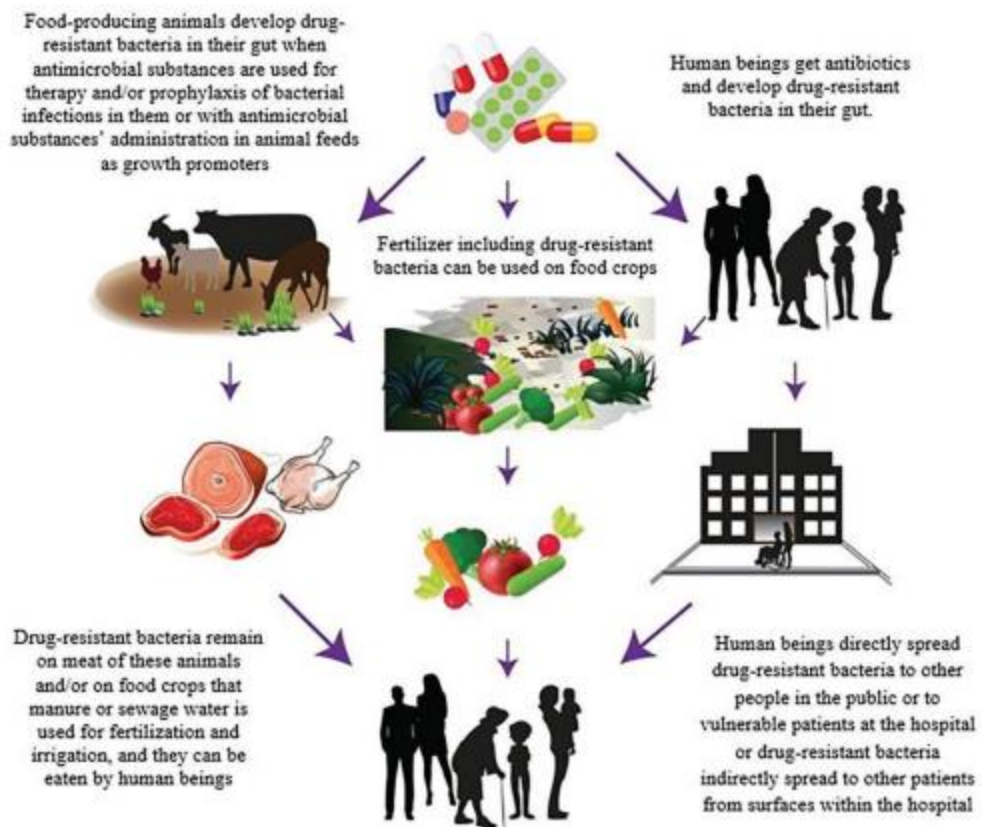 Food-producing animals develop drug-
resistant bacteria in their gut when
antimicrobial substances are used for
therapy and/or prophylaxis of bacterial
infections in them or with antimicrobial
substances’ administration in animal feeds
as growth promoters
Human beings get antibiotics
and develop drug-resistant
bacteria in their gut.
Fertilizer including drug-resistant
bacteria can be used on food crops
Drug-resistant bacteria remain
on meat of these animals
and/or on food crops that
manure or sewage water is
used for fertilization and
irrigation, and they can be
eaten by human beings
Human beings directly spread
drug-resistant bacteria to other
people in the public or to
vulnerable patients at the hospital
or drug-resistant bacteria
indirectly spread to other patients
from surfaces within the hospital